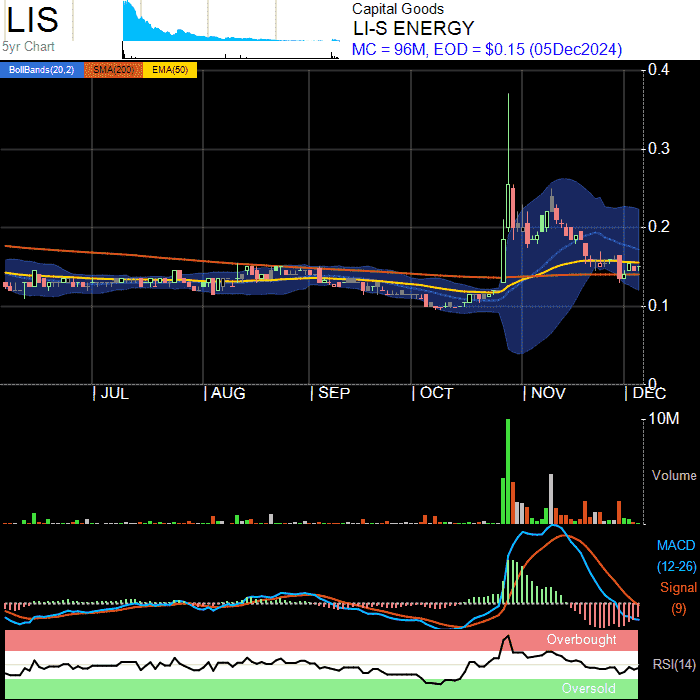 LIS
5yr Chart
Capital Goods
LI-S ENERGY
MC = 96M, EOD = $0.15 (05Dec2024)
BollBands(20,2) SMA(200) EMA(50)
0.4
0.3
0.2
0.1
0
| JUL | AUG | SEP | OCT | NOV | DEC
10M
Volume
MACD
(12-26)
Signal
(9)
Overbought
RSI(14)
Oversold